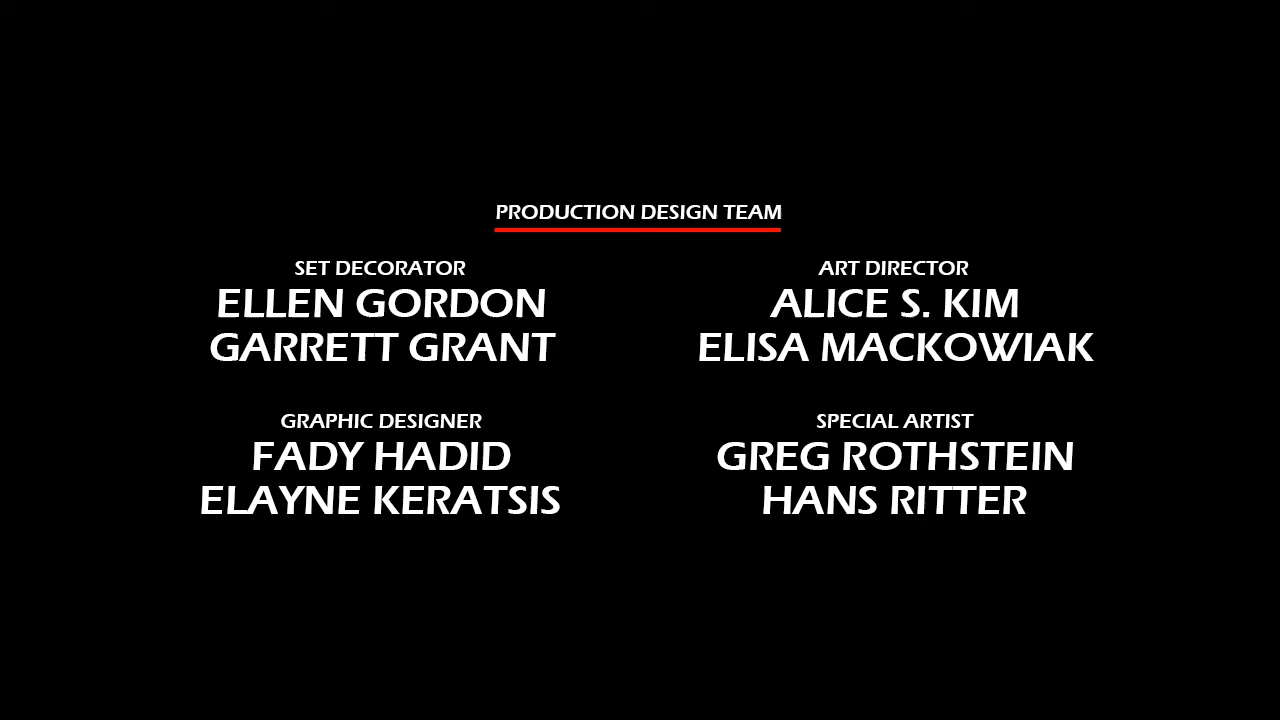 PRODUCTION DESIGN TEAM
SET DECORATOR
ELLEN GORDON
GARRETT GRANT
ART DIRECTOR
ALICE S. KIM
ELISA MACKOWIAK
GRAPHIC DESIGNER
FADY HADID
ELAYNE KERATSIS
SPECIAL ARTIST
GREG ROTHSTEIN
HANS RITTER